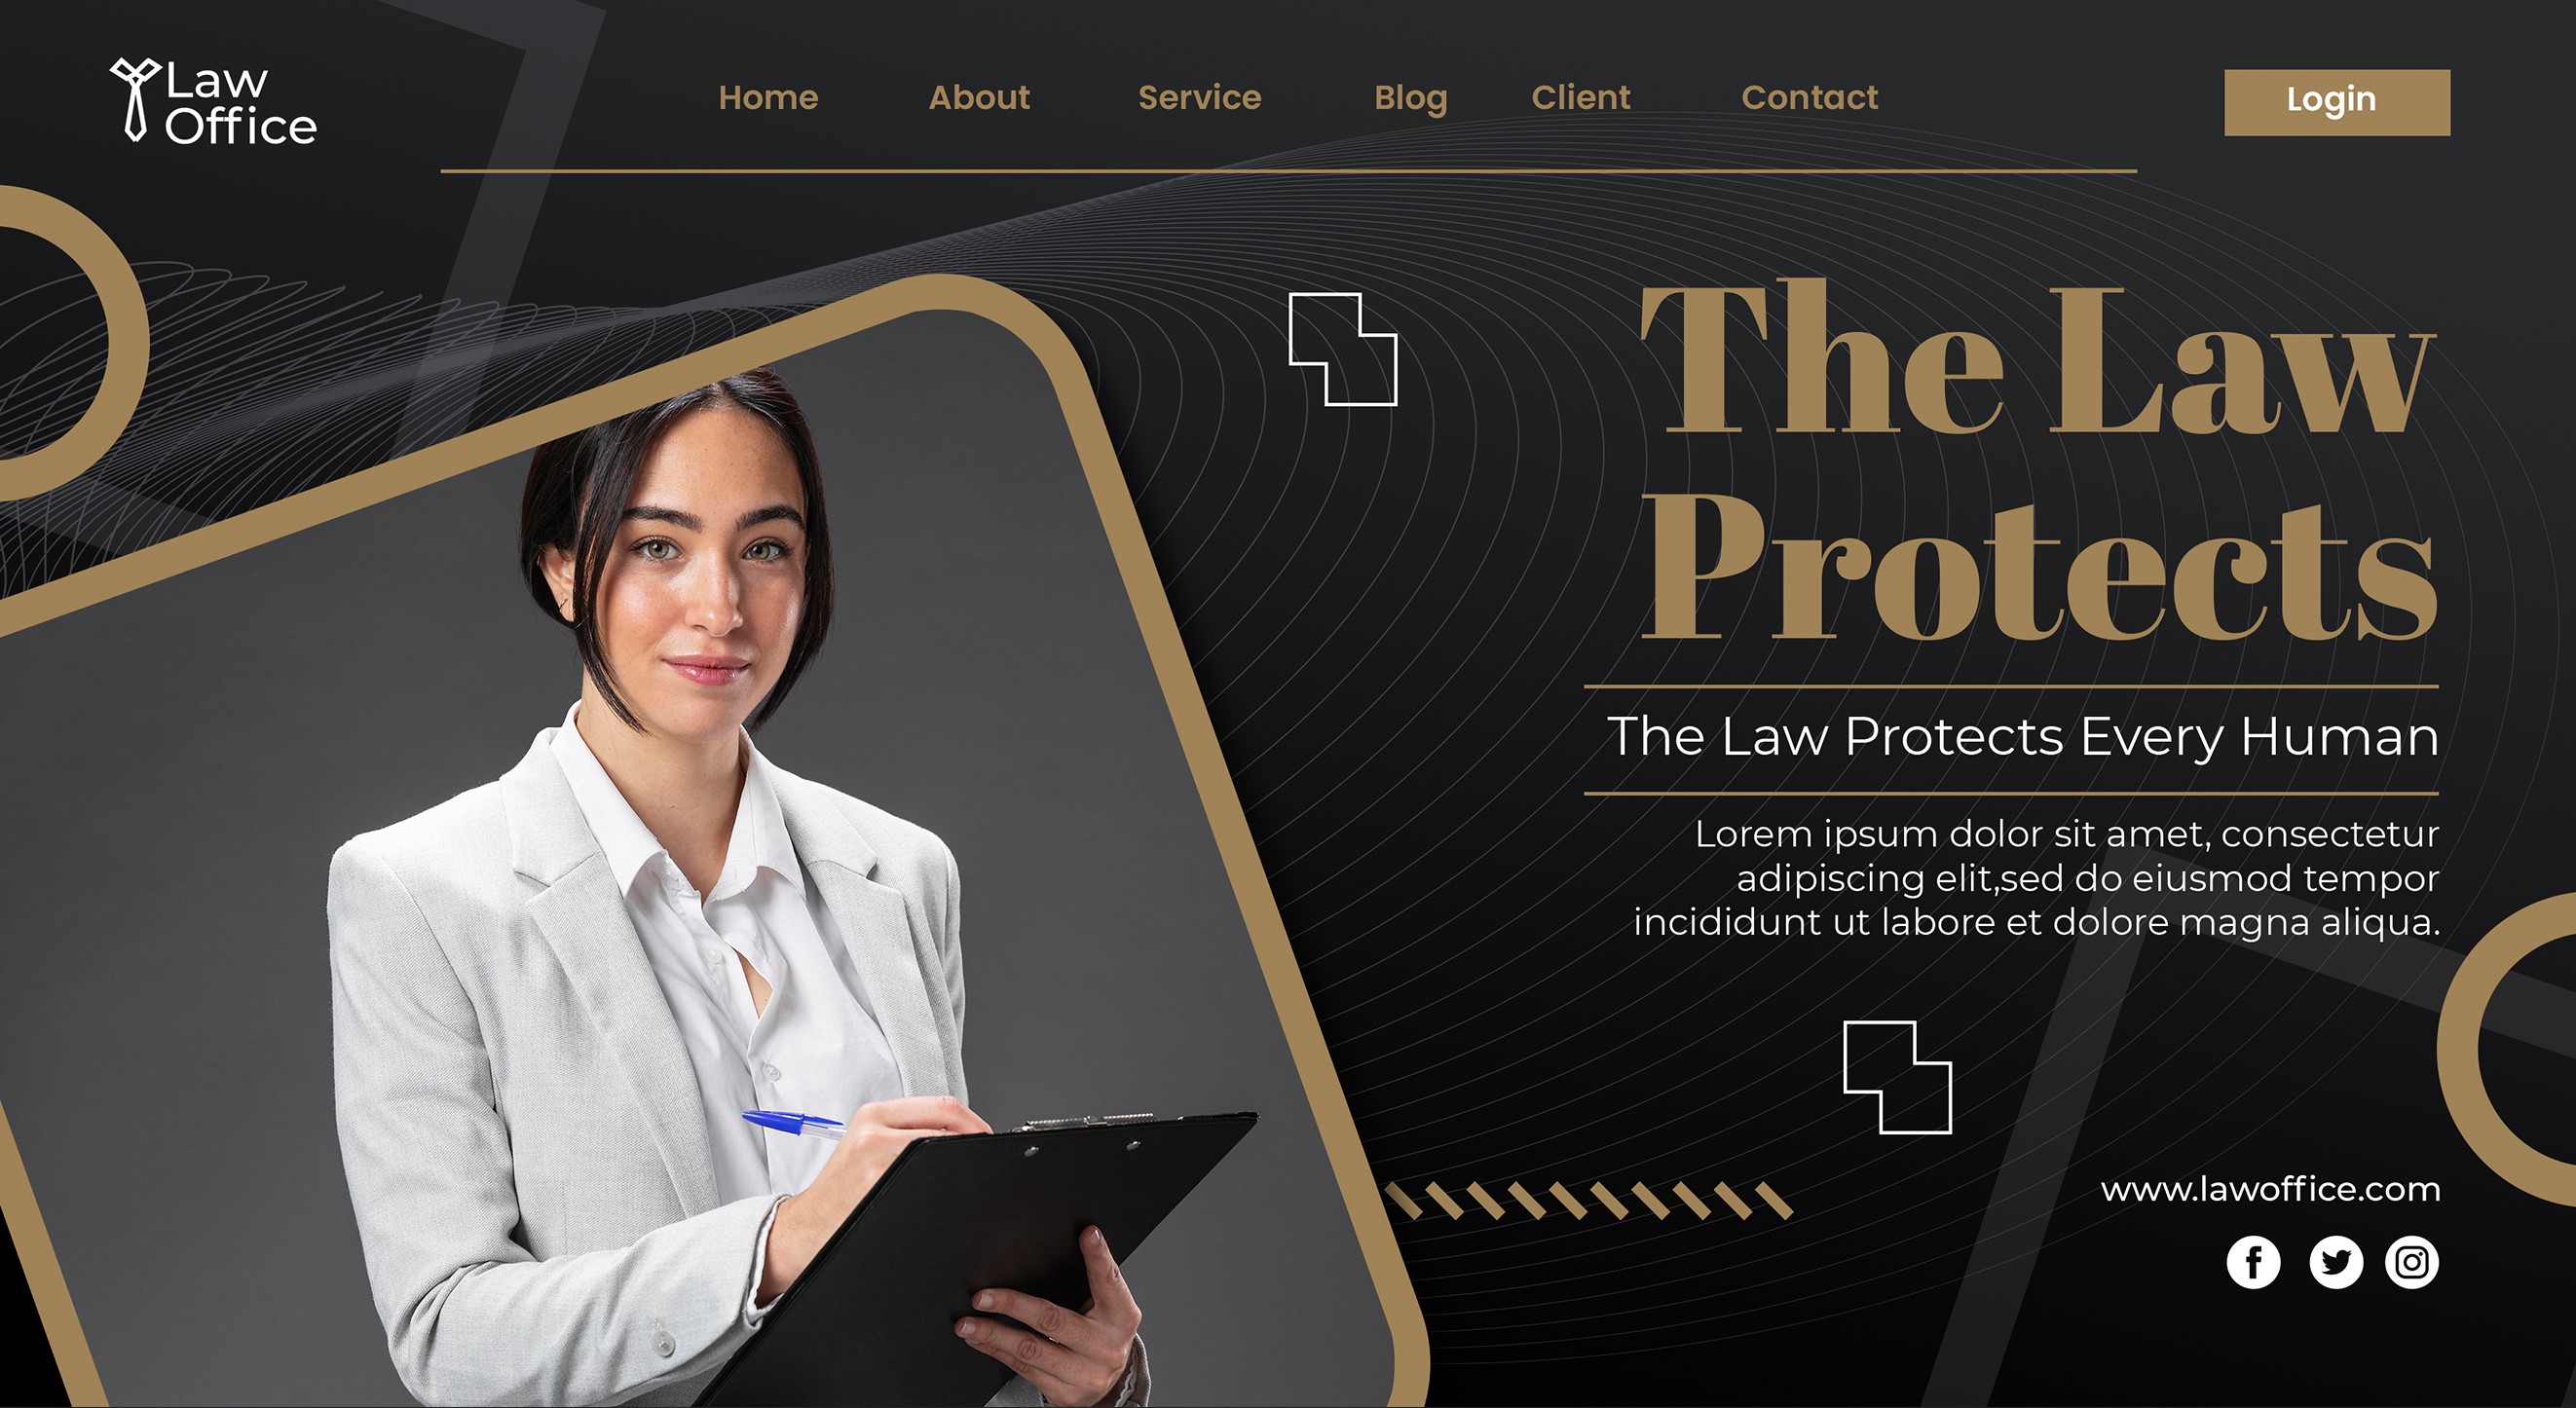 Law
Office
Home About Service Blog Client Contact
Login
The Law
Protects
The Law Protects Every Human
Lorem ipsum dolor sit amet, consectetur
adipiscing elit,sed do eiusmod tempor
incididunt ut labore et dolore magna aliqua.
www.lawoffice.com